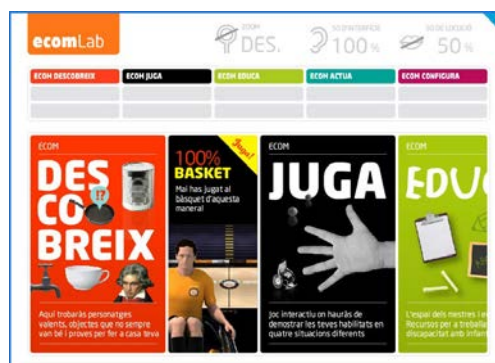 ecomLab
ZOOM
DES.
SO D'INTERFÍCIE
100 %
SO DE LOCUCIÓ
50 %
ECOM DESCOBREIX
ECOM JUGA
ECOM EDUCA
ECOM ACTUA
ECOM CONFIGURA
ECOM
DES
CO
BREIX
!?
Aquí trobaràs personatges
valents, objectes que no sempre
van bé i proves per fer a casa teva
Juga!
100%
BASKET
Mai has jugat al
bàsquet d'aquesta
manera!
ECOM
JUGA
Joc interactiu on hauràs de
demostrar les teves habilitats en
quatre situacions diferents
ECOM
EDUC
L'espai dels mestres i e
Recursos per a treballa
discapacitat amb infant